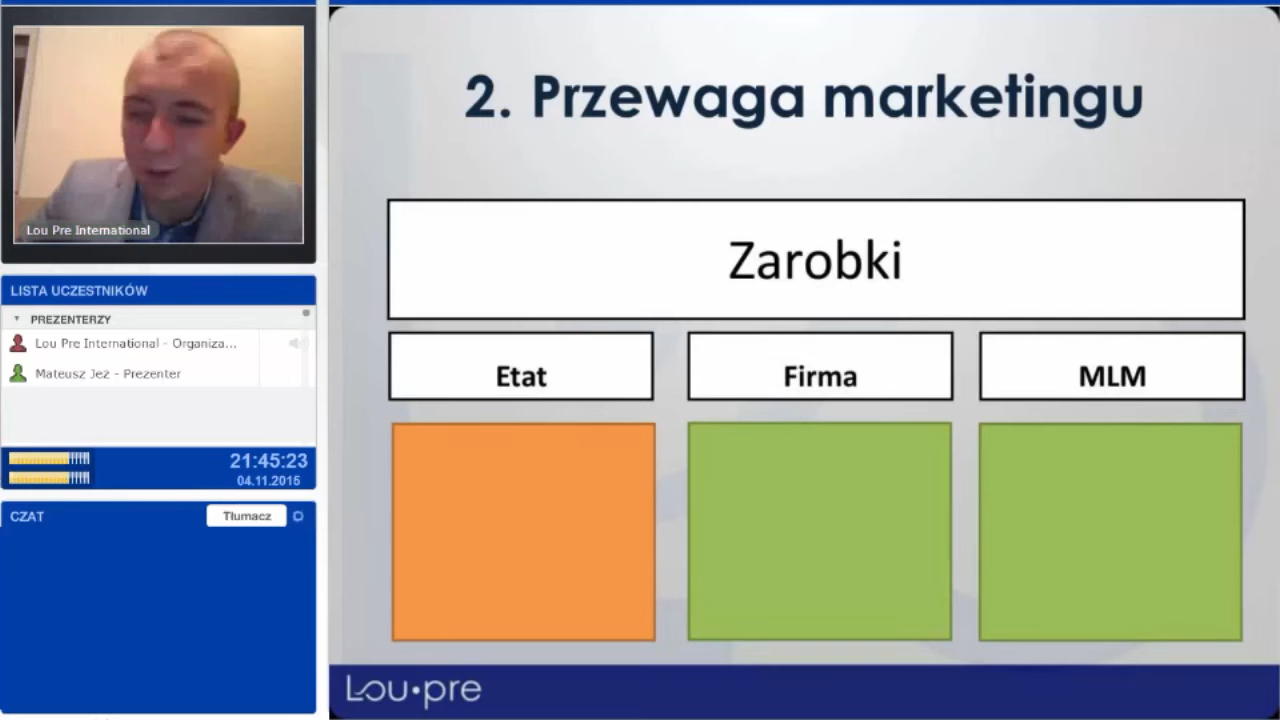 Lou Pre International
LISTA UCZESTNIKÓW
PREZENTERZY
Lou Pre International - Organiza...
Mateusz Jeż - Prezenter
21:45:23
04.11.2015
CZAT
Tłumacz
2. Przewaga marketingu
Zarobki
Etat
Firma
MLM
Lou•pre